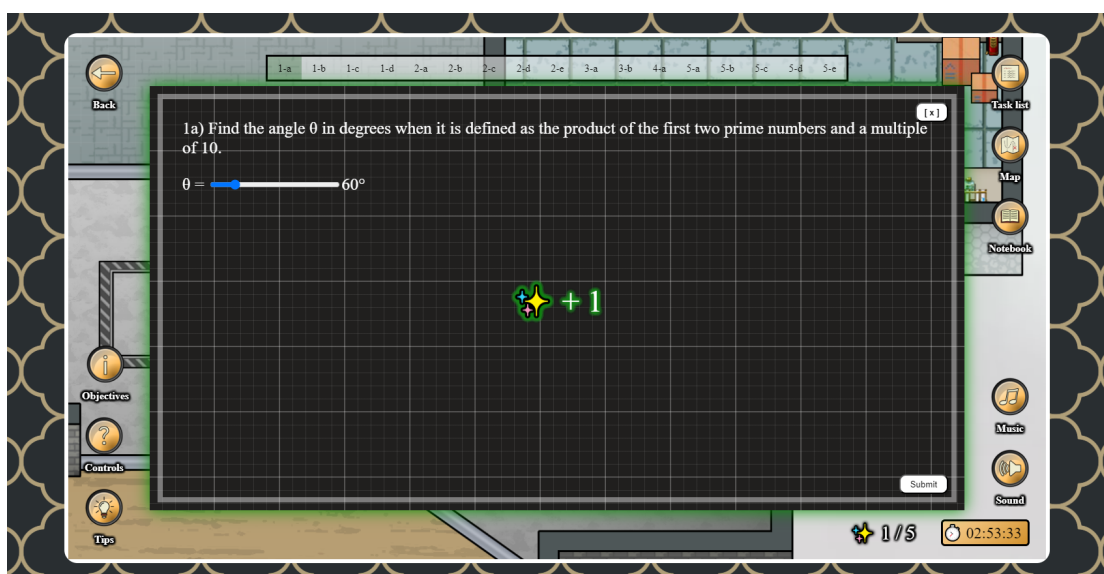 1-a 1-b 1-c 1-d 2-a 2-b 2-c 2-d 2-e 3-a 3-b 4-a 5-a 5-b 5-c 5-d 5-e
Back
Task list
[x]
1a) Find the angle θ in degrees when it is defined as the product of the first two prime numbers and a multiple
of 10.
θ = 60°
Map
Notebook
+ 1
Objectives
Controls
Tips
Music
Sound
Submit
1 / 5
02:53:33